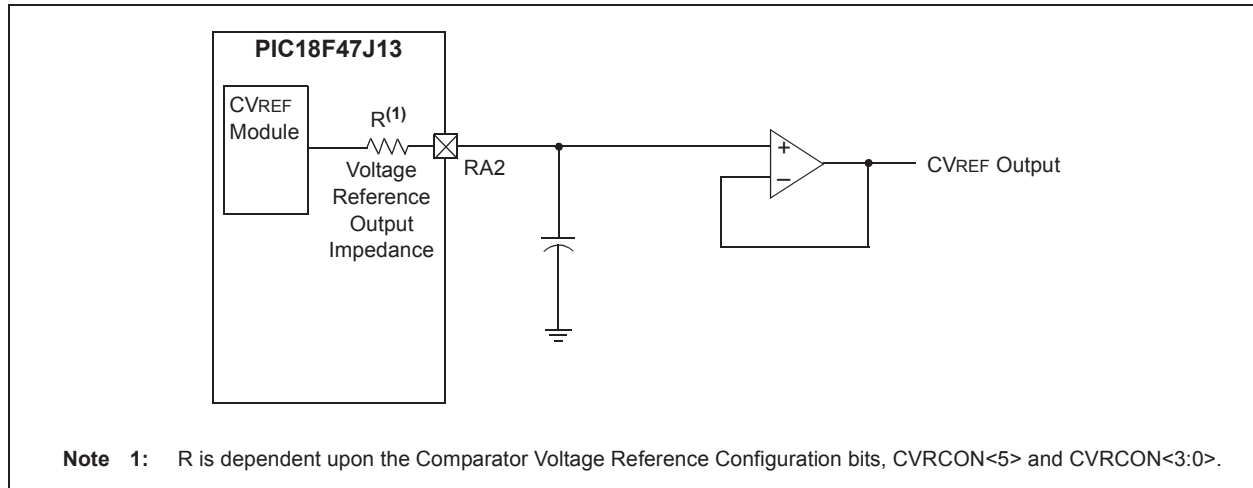 PIC18F47J13
CVREF
Module
R(1)
Voltage
Reference
Output
Impedance
RA2
+
–
CVREF Output
Note 1: R is dependent upon the Comparator Voltage Reference Configuration bits, CVRCON<5> and CVRCON<3:0>.